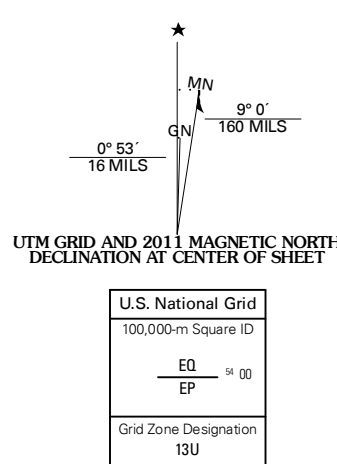 ★
MN
GN
9° 0´
160 MILS
0° 53´
16 MILS
UTM GRID AND 2011 MAGNETIC NORTH
DECLINATION AT CENTER OF SHEET
U.S. National Grid
100,000-m Square ID
EQ
54 00
EP
Grid Zone Designation
13U